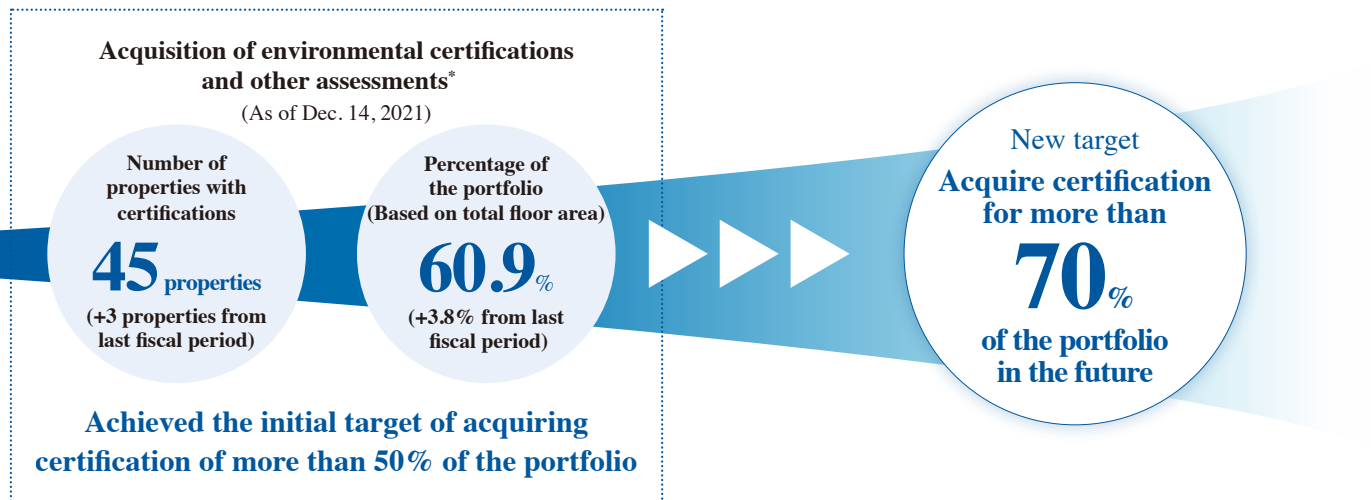 Acquisition of environmental certifications
and other assessments*
(As of Dec. 14, 2021)
Number of
properties with
certifications
45 properties
(+3 properties from
last fiscal period)
Percentage of
the portfolio
(Based on total floor area)
60.9%
(+3.8% from last
fiscal period)
Achieved the initial target of acquiring
certification of more than 50% of the portfolio
New target
Acquire certification
for more than
70%
of the portfolio
in the future